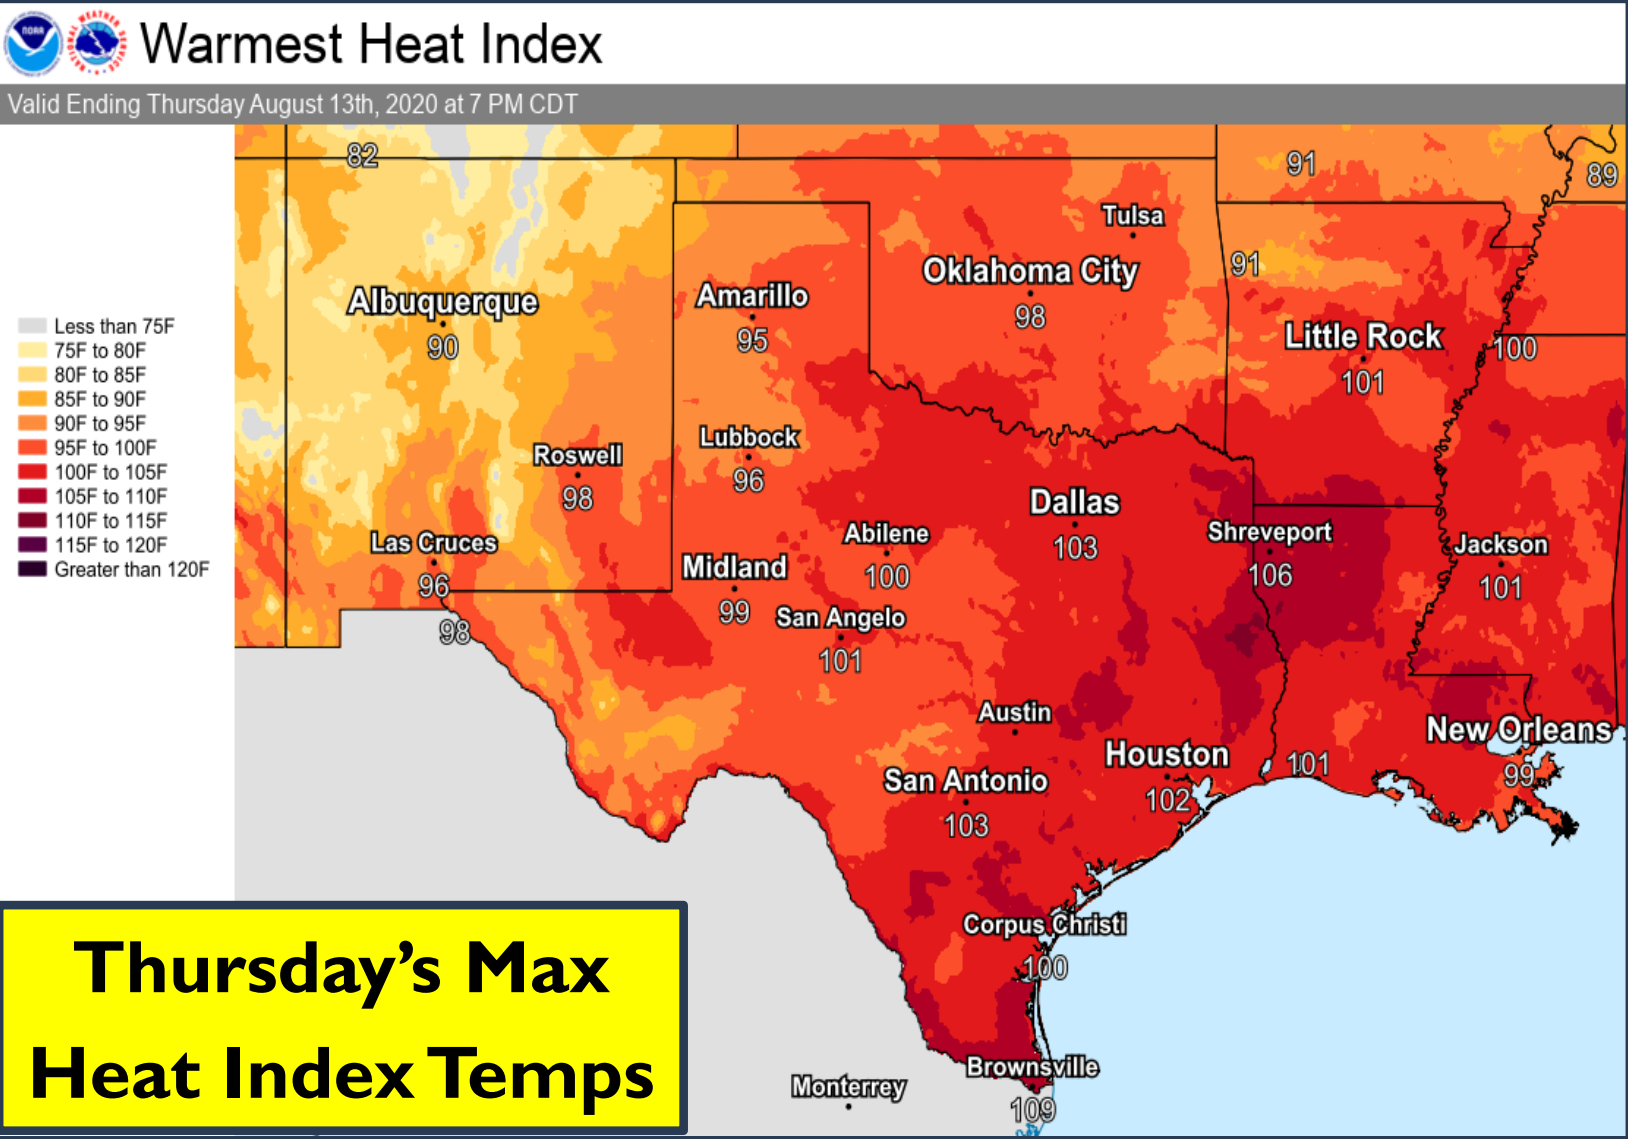 NOAA
NATIONAL WEATHER SERVICE
Warmest Heat Index
Valid Ending Thursday August 13th, 2020 at 7 PM CDT
82
91
89
Tulsa
Oklahoma City
98
91
Albuquerque
90
Amarillo
95
Little Rock
101
100
Less than 75F
75F to 80F
80F to 85F
85F to 90F
90F to 95F
95F to 100F
100F to 105F
105F to 110F
110F to 115F
115F to 120F
Greater than 120F
Roswell
98
Lubbock
96
Dallas
103
Las Cruces
96
98
Midland
99
Abilene
100
San Angelo
101
Shreveport
106
Jackson
101
Austin
San Antonio
103
Houston
102
101
New Orleans
99
Corpus Christi
100
Brownsville
109
Monterrey
Thursday’s Max
Heat Index Temps